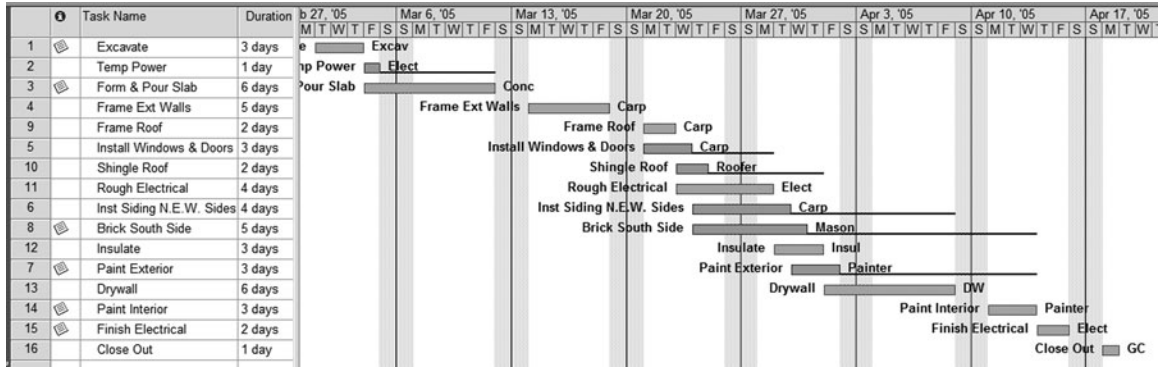 Task Name Duration b 27, '05 Mar 6, '05 Mar 13, '05 Mar 20, '05 Mar 27, '05 Apr 3, '05 Apr 10, '05 Apr 17, '05
M T W T F S S M T W T F S S M T W T F S S M T W T F S S M T W T F S S M T W T F S S M T W T F S S M T W T
1 Excavate 3 days e Excav
2 Temp Power 1 day np Power Elect
3 Form & Pour Slab 6 days Pour Slab Conc
4 Frame Ext Walls 5 days Frame Ext Walls Carp
9 Frame Roof 2 days Frame Roof Carp
5 Install Windows & Doors 3 days Install Windows & Doors Carp
10 Shingle Roof 2 days Shingle Roof Roofer
11 Rough Electrical 4 days Rough Electrical Elect
6 Inst Siding N.E.W. Sides 4 days Inst Siding N.E.W. Sides Carp
8 Brick South Side 5 days Brick South Side Mason
12 Insulate 3 days Insulate Insul
7 Paint Exterior 3 days Paint Exterior Painter
13 Drywall 6 days Drywall DW
14 Paint Interior 3 days Paint Interior Painter
15 Finish Electrical 2 days Finish Electrical Elect
16 Close Out 1 day Close Out GC